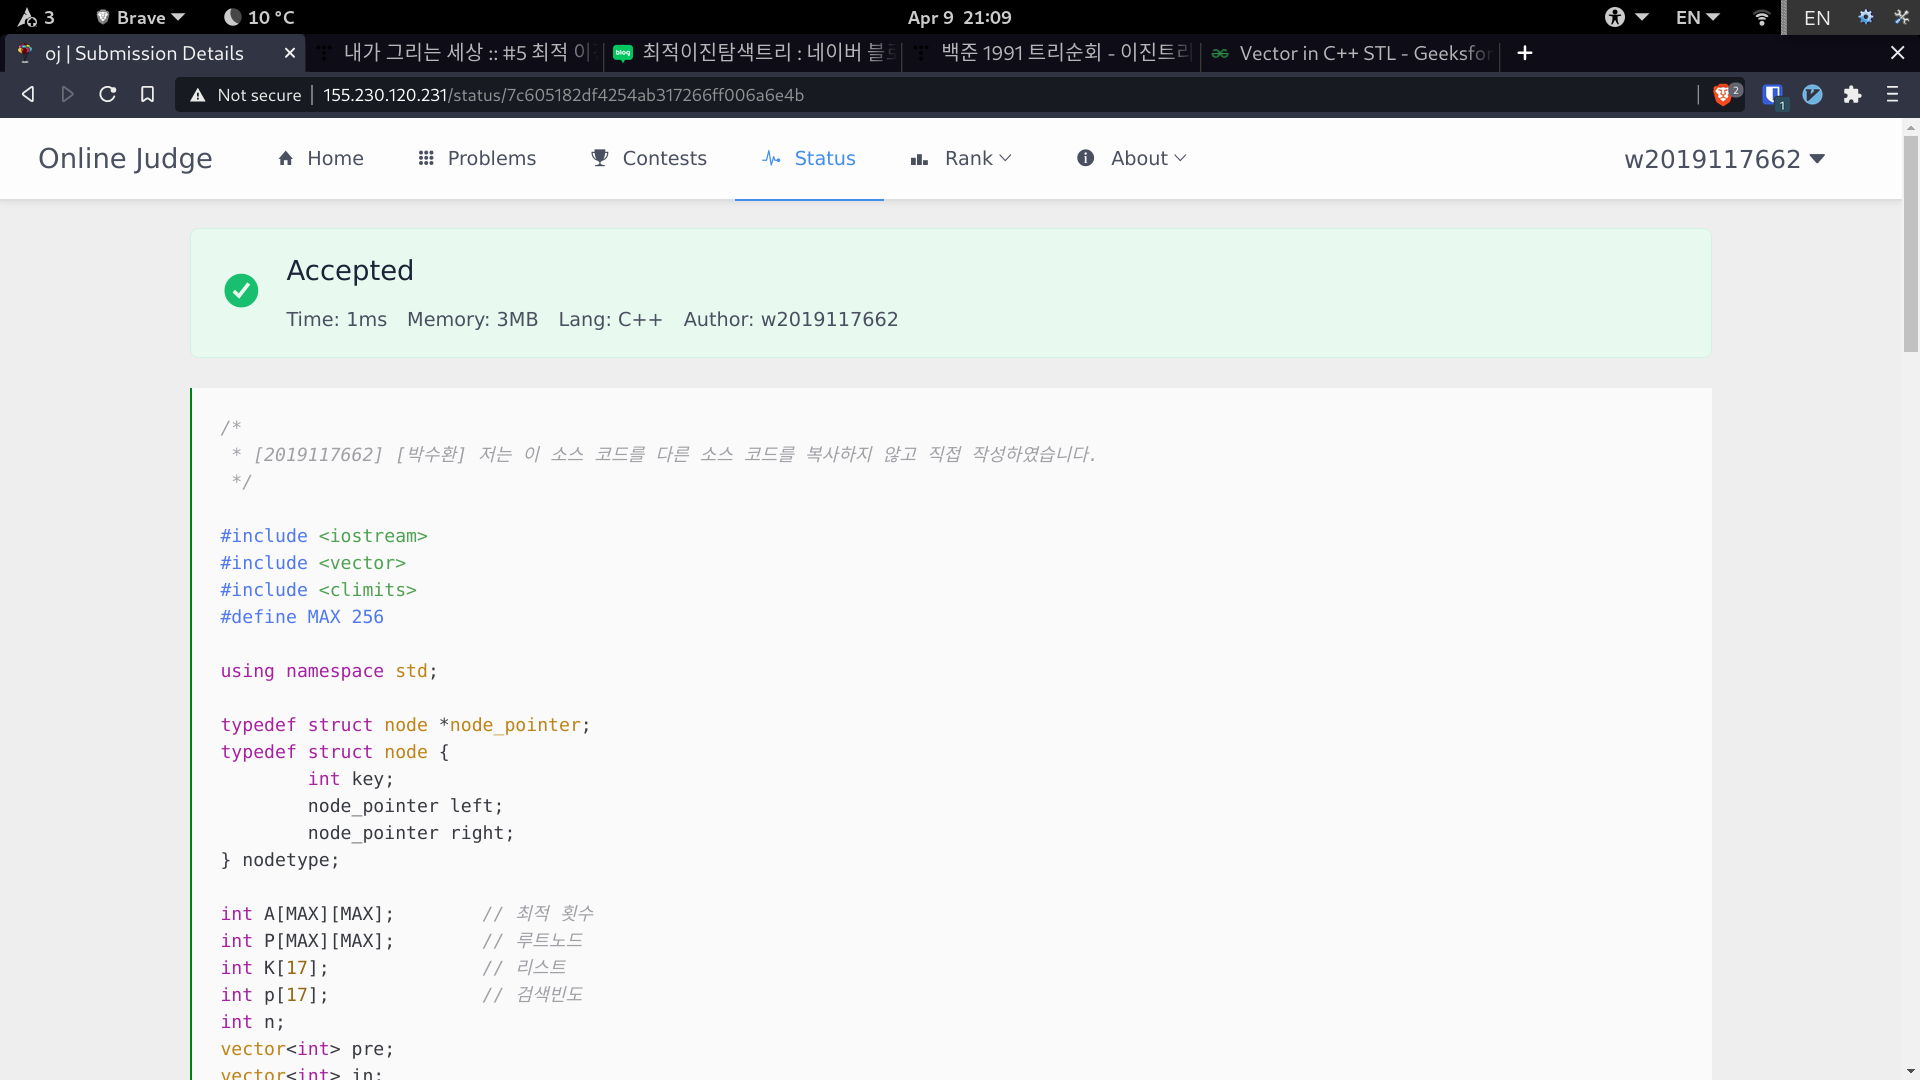 3 Brave 10 °C Apr 9 21:09 EN EN
oj | Submission Details 내가 그리는 세상 :: #5 최적 이 최적이진탐색트리 : 네이버 블 백준 1991 트리순회 - 이진트리 Vector in C++ STL - Geeksfor
Not secure 155.230.120.231/status/7c605182df4254ab317266ff006a6e4b 2 1
Online Judge Home Problems Contests Status Rank About w2019117662
Accepted
Time: 1ms Memory: 3MB Lang: C++ Author: w2019117662
/*
* [2019117662] [박수환] 저는 이 소스 코드를 다른 소스 코드를 복사하지 않고 직접 작성하였습니다.
*/
#include <iostream>
#include <vector>
#include <climits>
#define MAX 256
using namespace std;
typedef struct node *node_pointer;
typedef struct node {
int key;
node_pointer left;
node_pointer right;
} nodetype;
int A[MAX][MAX]; // 최적 횟수
int P[MAX][MAX]; // 루트노드
int K[17]; // 리스트
int p[17]; // 검색빈도
int n;
vector<int> pre;
vector<int> in;